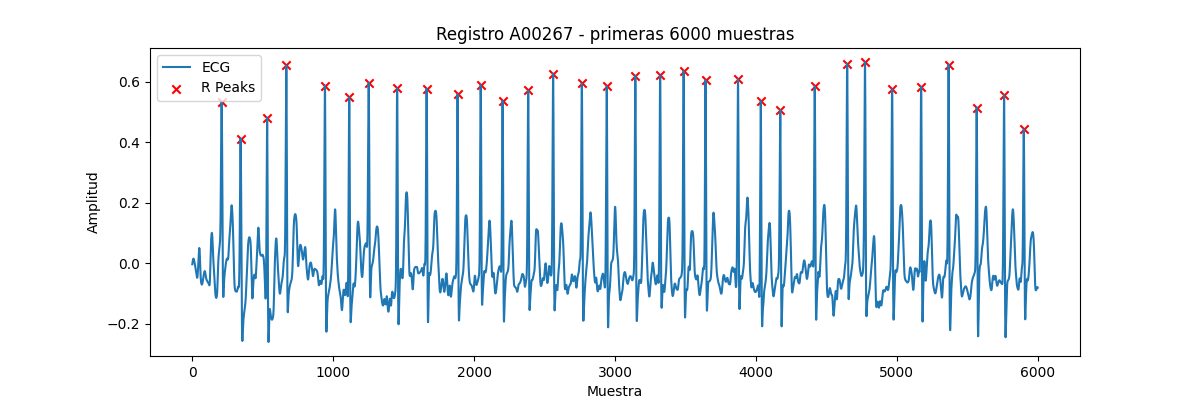 Registro A00267 - primeras 6000 muestras
ECG
R Peaks
Amplitud
0.6
0.4
0.2
0.0
−0.2
0 1000 2000 3000 4000 5000 6000
Muestra